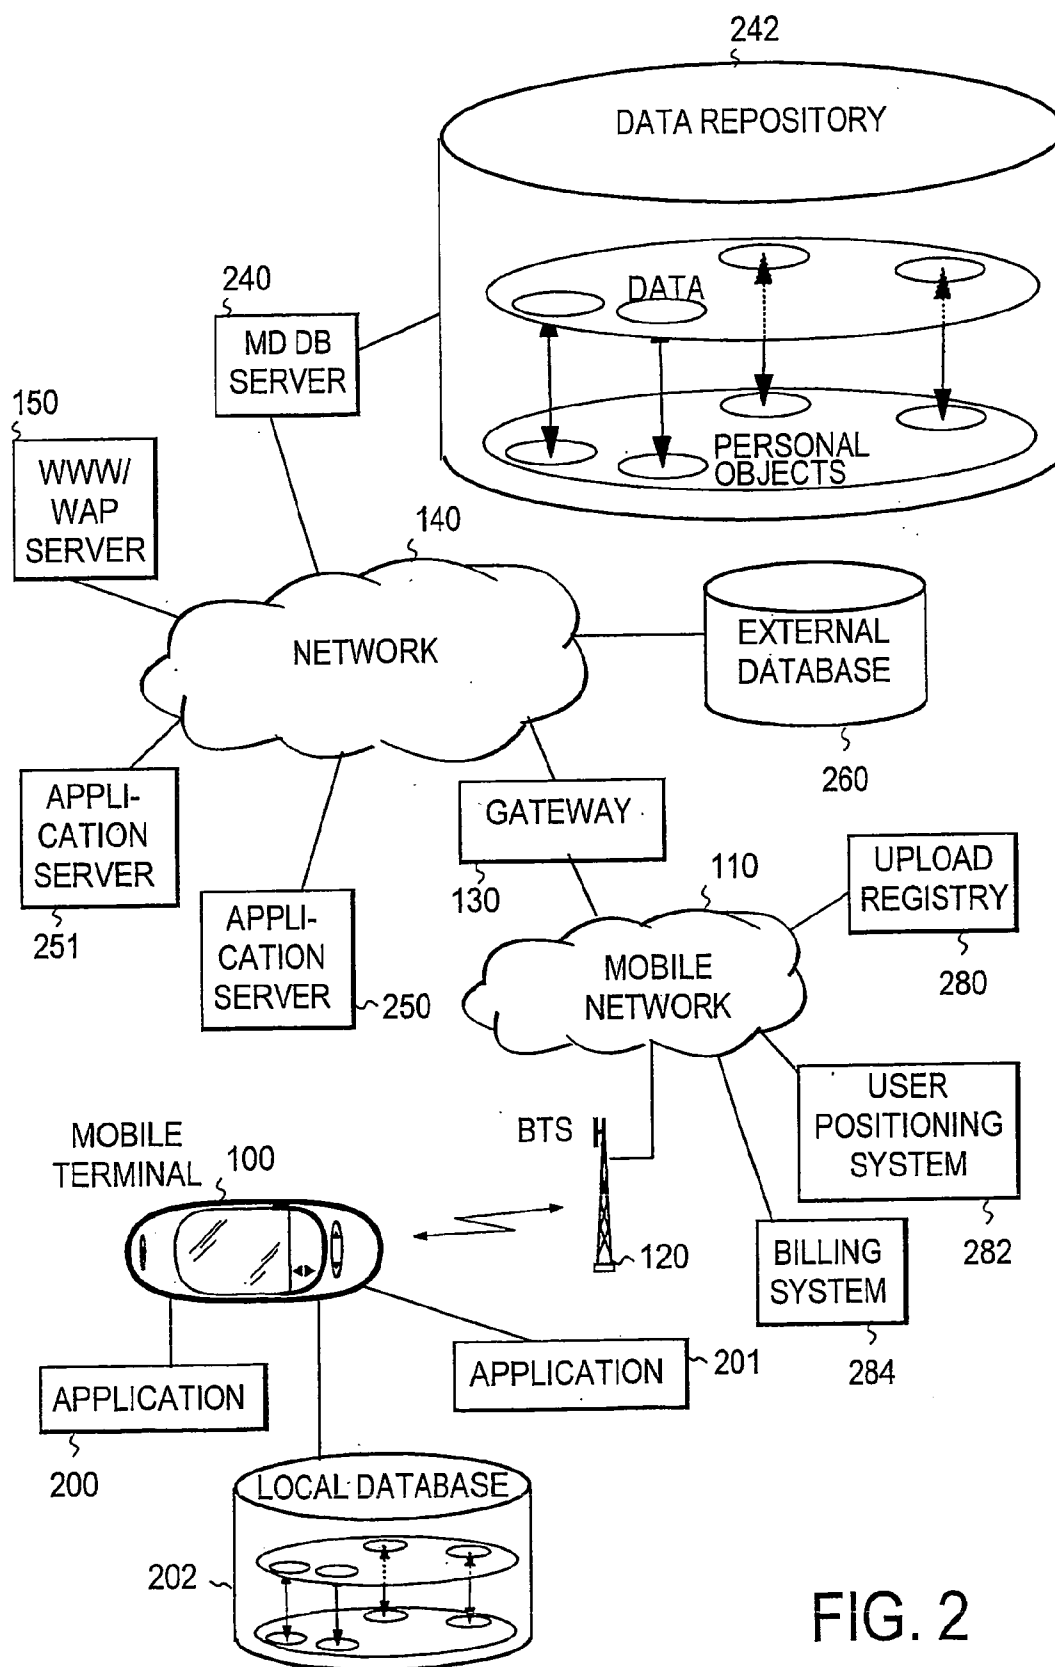 242
DATA REPOSITORY
DATA
PERSONAL
OBJECTS
240
MD DB
SERVER
150
WWW/
WAP
SERVER
140
NETWORK
EXTERNAL
DATABASE
260
APPLI-
CATION
SERVER
251
APPLI-
CATION
SERVER
250
GATEWAY
130
110
MOBILE
NETWORK
UPLOAD
REGISTRY
280
USER
POSITIONING
SYSTEM
282
BILLING
SYSTEM
284
BTS
120
MOBILE
TERMINAL
100
APPLICATION
200
APPLICATION
201
LOCAL DATABASE
202
FIG. 2